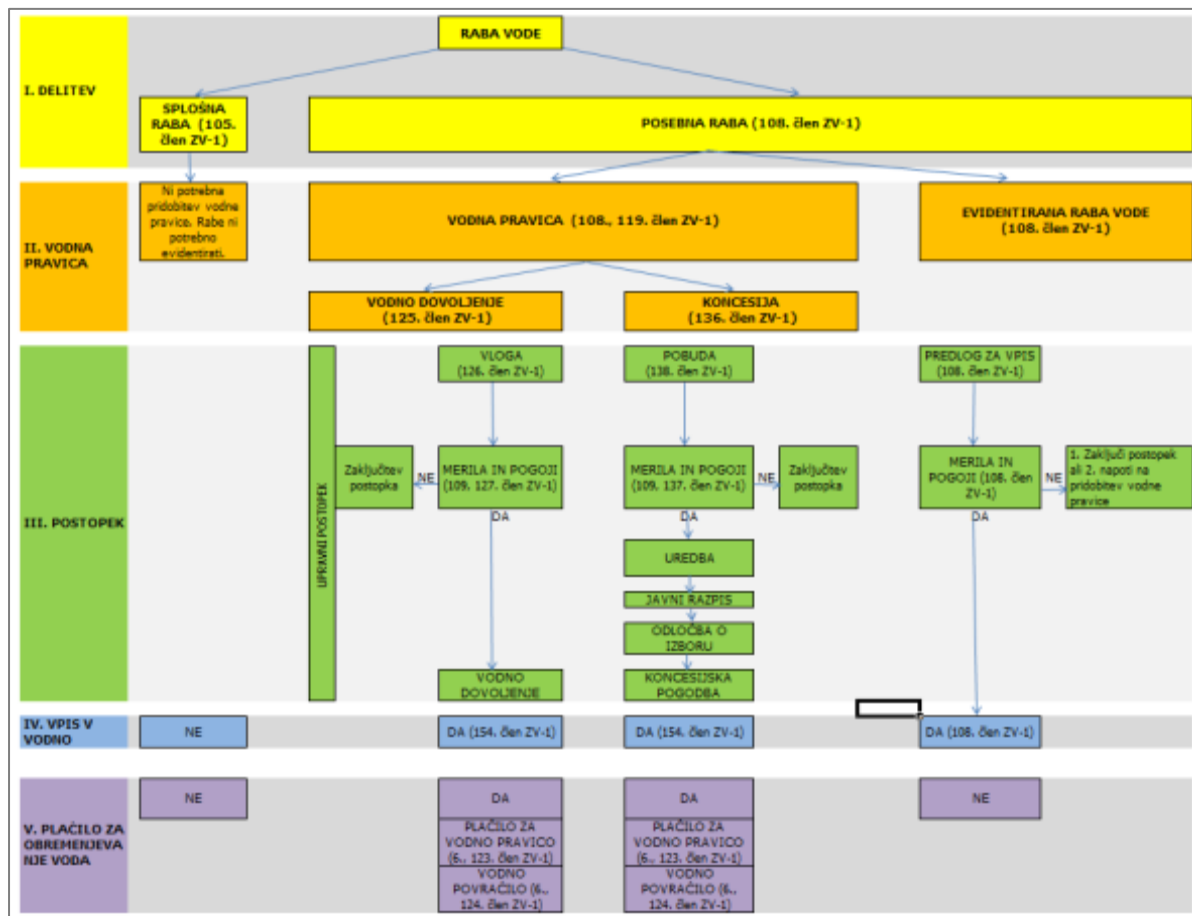 RABA VODE
I. DELITEV
SPLOŠNA
RABA (105.
člen ZV-1)
POSEBNA RABA (108. člen ZV-1)
II. VODNA
PRAVICA
Ni potrebna
pridobitev vodne
pravice. Rabe ni
potrebno
evidentirati.
VODNA PRAVICA (108., 119. člen ZV-1)
EVIDENTIRANA RABA VODE
(108. člen ZV-1)
VODNO DOVOLJENJE
(125. člen ZV-1)
KONCESIJA
(136. člen ZV-1)
III. POSTOPEK
UPRAVNI POSTOPEK
VLOGA
(126. člen ZV-1)
POBUDA
(138. člen ZV-1)
PREDLOG ZA VPIS
(108. člen ZV-1)
Zaključitev
postopka
NE
MERILA IN POGOJI
(109, 127. člen ZV-1)
DA
MERILA IN POGOJI
(109, 137. člen ZV-1)
NE
Zaključitev
postopka
DA
MERILA IN
POGOJI (108. člen
ZV-1)
NE
1. Zaključi postopek
ali 2. napoti na
pridobitev vodne
pravice
DA
UREDBA
JAVNI RAZPIS
ODLOČBA O
IZBORU
VODNO
DOVOLJENJE
KONCESIJSKA
POGODBA
IV. VPIS V
VODNO
NE
DA (154. člen ZV-1)
DA (154. člen ZV-1)
DA (108. člen ZV-1)
V. PLAČILO ZA
OBREMENJEVA
NJE VODA
NE
DA
DA
NE
PLAČILO ZA
VODNO PRAVICO
(6., 123. člen ZV-1)
PLAČILO ZA
VODNO PRAVICO
(6., 123. člen ZV-1)
VODNO
POVRAČILO (6.,
124. člen ZV-1)
VODNO
POVRAČILO (6.,
124. člen ZV-1)